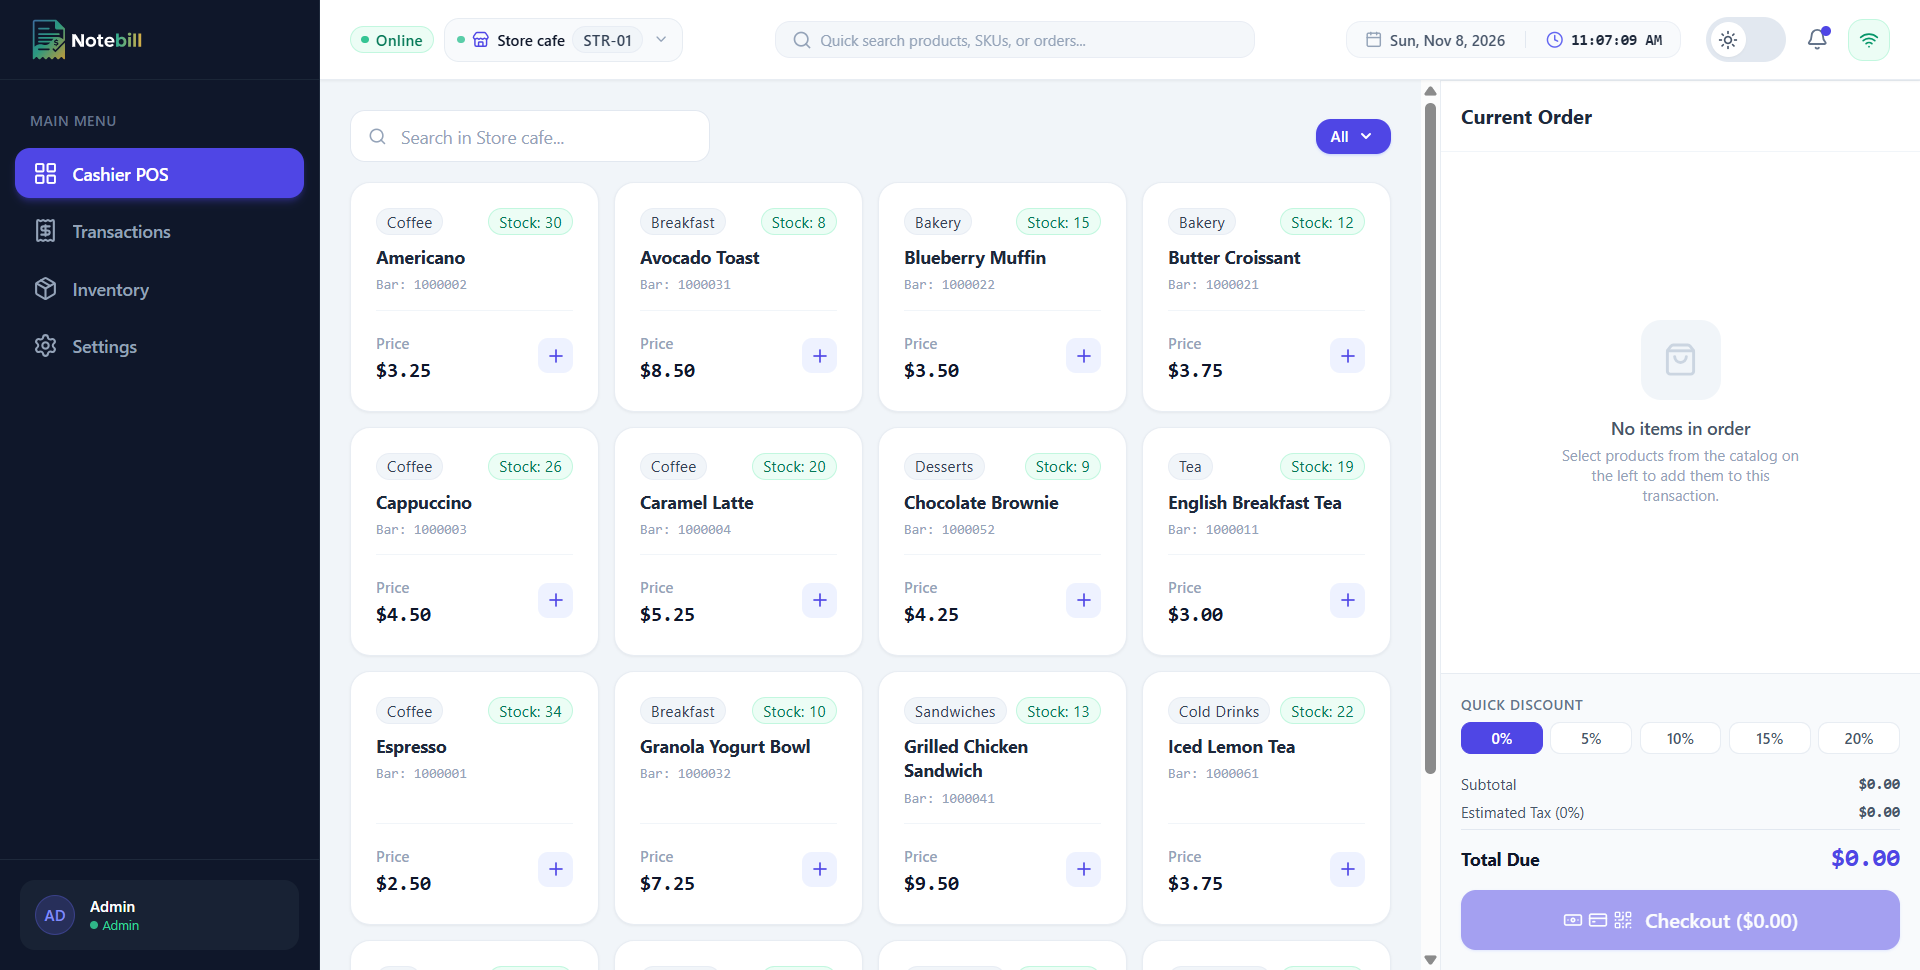 Notebill
MAIN MENU
Cashier POS
Transactions
Inventory
Settings
AD
Admin
Admin
Online
Store cafe
STR-01
Quick search products, SKUs, or orders...
Sun, Nov 8, 2026
11:07:09 AM
Search in Store cafe...
All
Coffee
Stock: 30
Americano
Bar: 1000002
Price
$3.25
Breakfast
Stock: 8
Avocado Toast
Bar: 1000031
Price
$8.50
Bakery
Stock: 15
Blueberry Muffin
Bar: 1000022
Price
$3.50
Bakery
Stock: 12
Butter Croissant
Bar: 1000021
Price
$3.75
Coffee
Stock: 26
Cappuccino
Bar: 1000003
Price
$4.50
Coffee
Stock: 20
Caramel Latte
Bar: 1000004
Price
$5.25
Desserts
Stock: 9
Chocolate Brownie
Bar: 1000052
Price
$4.25
Tea
Stock: 19
English Breakfast Tea
Bar: 1000011
Price
$3.00
Coffee
Stock: 34
Espresso
Bar: 1000001
Price
$2.50
Breakfast
Stock: 10
Granola Yogurt Bowl
Bar: 1000032
Price
$7.25
Sandwiches
Stock: 13
Grilled Chicken
Sandwich
Bar: 1000041
Price
$9.50
Cold Drinks
Stock: 22
Iced Lemon Tea
Bar: 1000061
Price
$3.75
Current Order
No items in order
Select products from the catalog on
the left to add them to this
transaction.
QUICK DISCOUNT
0%
5%
10%
15%
20%
Subtotal
$0.00
Estimated Tax (0%)
$0.00
Total Due
$0.00
Checkout ($0.00)